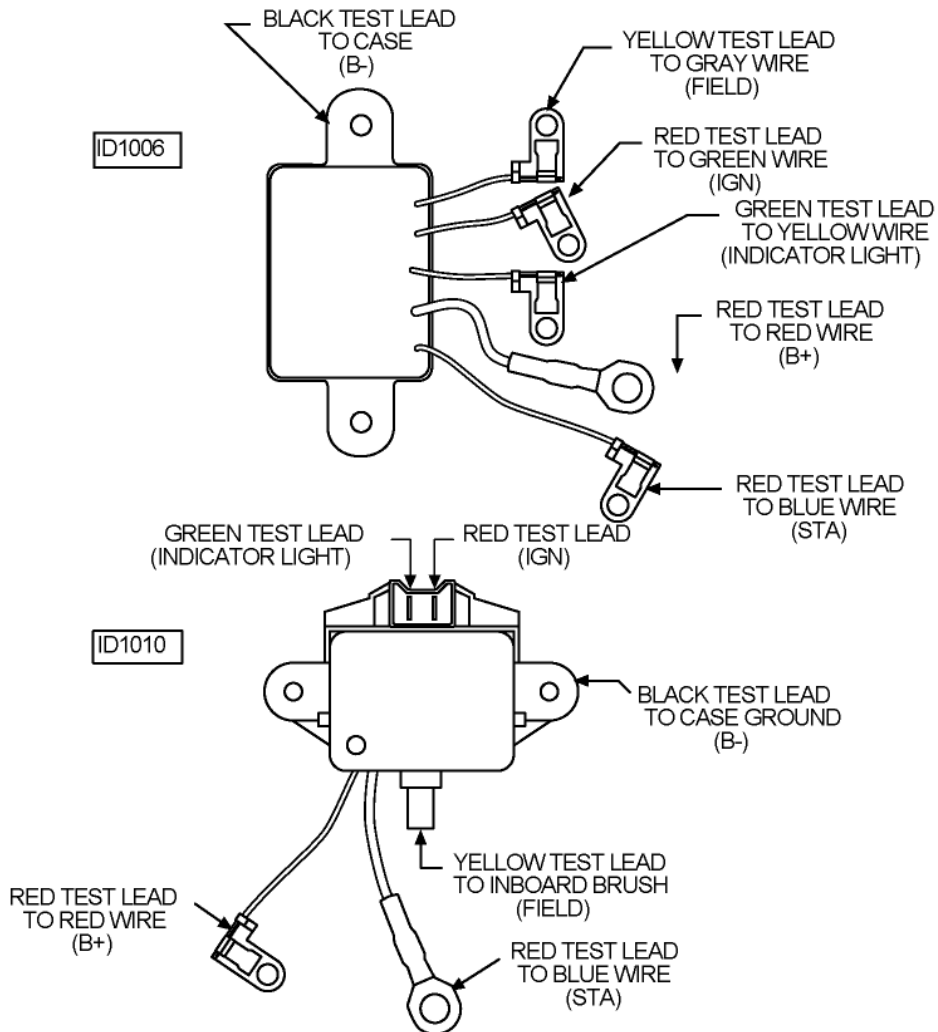 BLACK TEST LEAD
TO CASE
(B-)
YELLOW TEST LEAD
TO GRAY WIRE
(FIELD)
ID1006
RED TEST LEAD
TO GREEN WIRE
(IGN)
GREEN TEST LEAD
TO YELLOW WIRE
(INDICATOR LIGHT)
RED TEST LEAD
TO RED WIRE
(B+)
RED TEST LEAD
TO BLUE WIRE
(STA)
GREEN TEST LEAD
(INDICATOR LIGHT)
RED TEST LEAD
(IGN)
ID1010
BLACK TEST LEAD
TO CASE GROUND
(B-)
YELLOW TEST LEAD
TO INBOARD BRUSH
(FIELD)
RED TEST LEAD
TO RED WIRE
(B+)
RED TEST LEAD
TO BLUE WIRE
(STA)